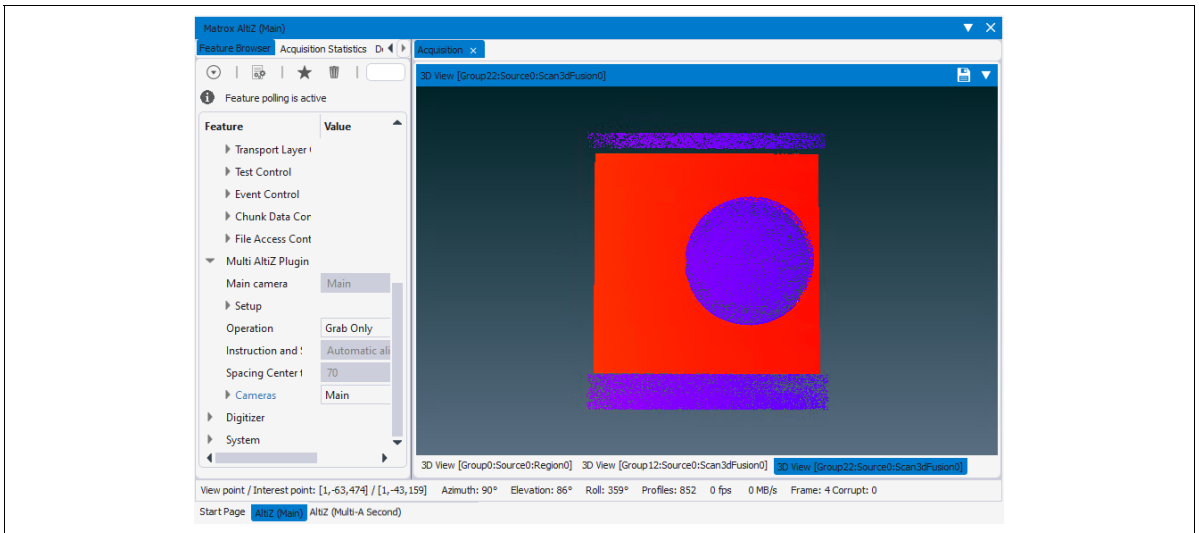 Matrox AltiZ (Main)
Feature Browser Acquisition Statistics
Acquisition ×
3D View [Group22:Source0:Scan3dFusion0]
Feature polling is active
Feature Value
Transport Layer
Test Control
Event Control
Chunk Data Cor
File Access Cont
Multi AltiZ Plugin
Main camera Main
Setup
Operation Grab Only
Instruction and Automatic ali
Spacing Center 70
Cameras Main
Digitizer
System
3D View [Group0:Source0:Region0] 3D View [Group12:Source0:Scan3dFusion0] 3D View [Group22:Source0:Scan3dFusion0]
View point / Interest point: [1,-63,474] / [1,-43,159] Azimuth: 90° Elevation: 86° Roll: 359° Profiles: 852 0 fps 0 MB/s Frame: 4 Corrupt: 0
Start Page AltiZ (Main) AltiZ (Multi-A Second)